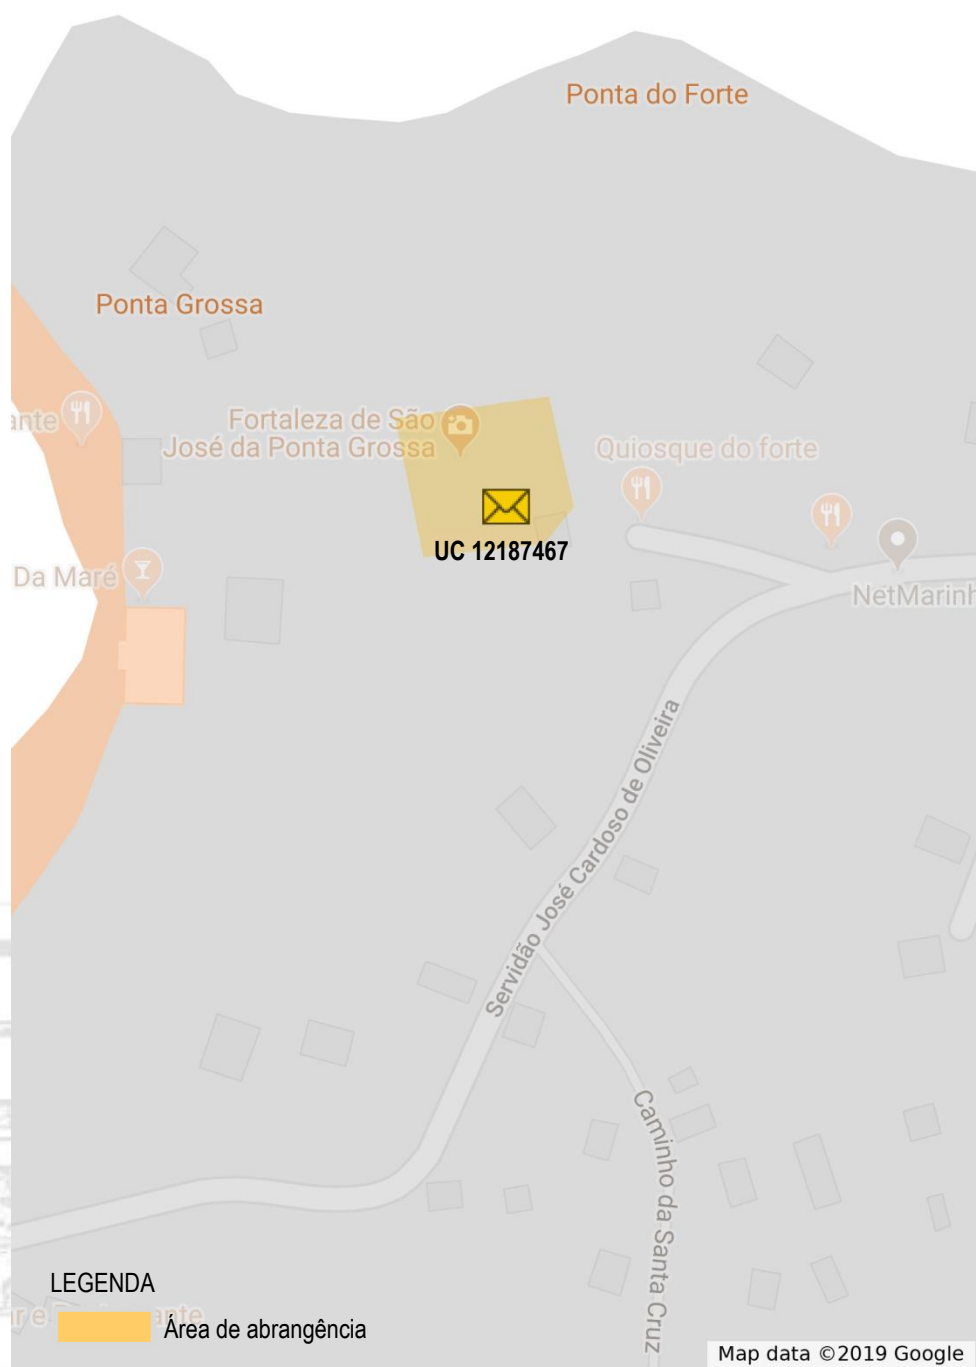 Ponta do Forte
Ponta Grossa
ante
Fortaleza de São
José da Ponta Grossa
Quiosque do forte
UC 12187467
Da Maré
NetMarinh
Servidão José Cardoso de Oliveira
Caminho da Santa Cruz
LEGENDA
Área de abrangência
Map data ©2019 Google